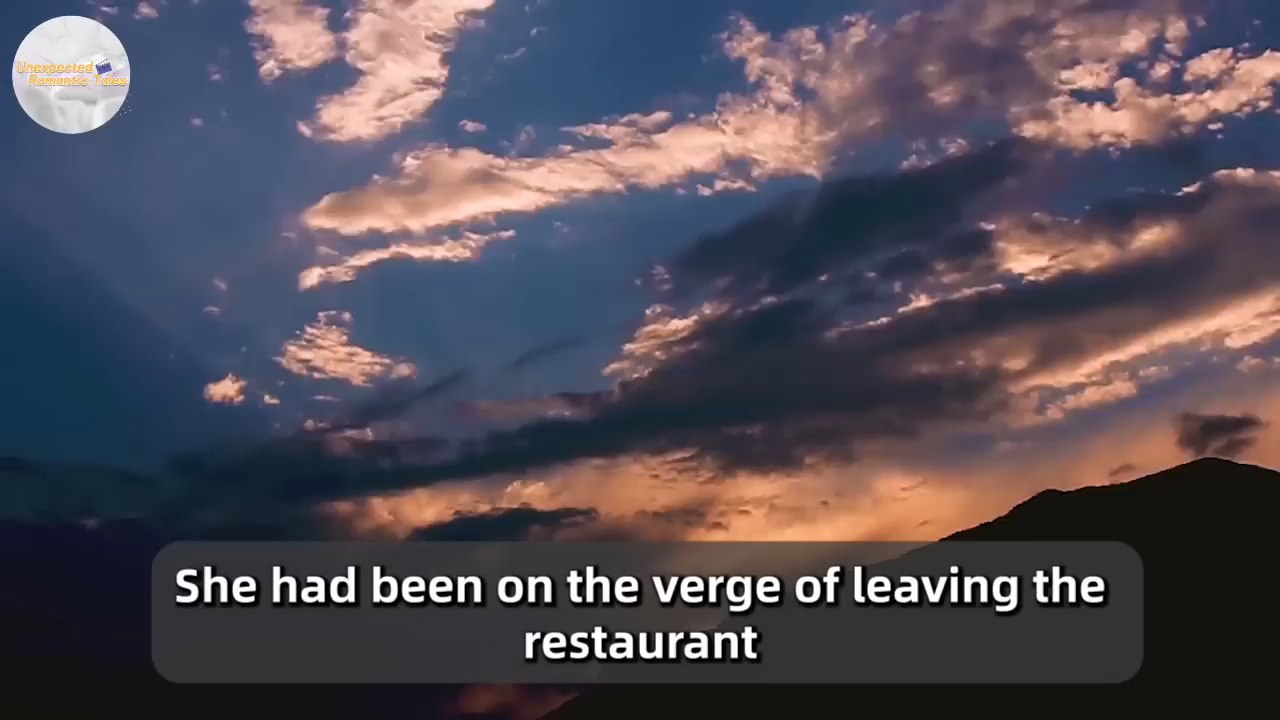 Unexpected
Romantic Tales
She had been on the verge of leaving the
restaurant